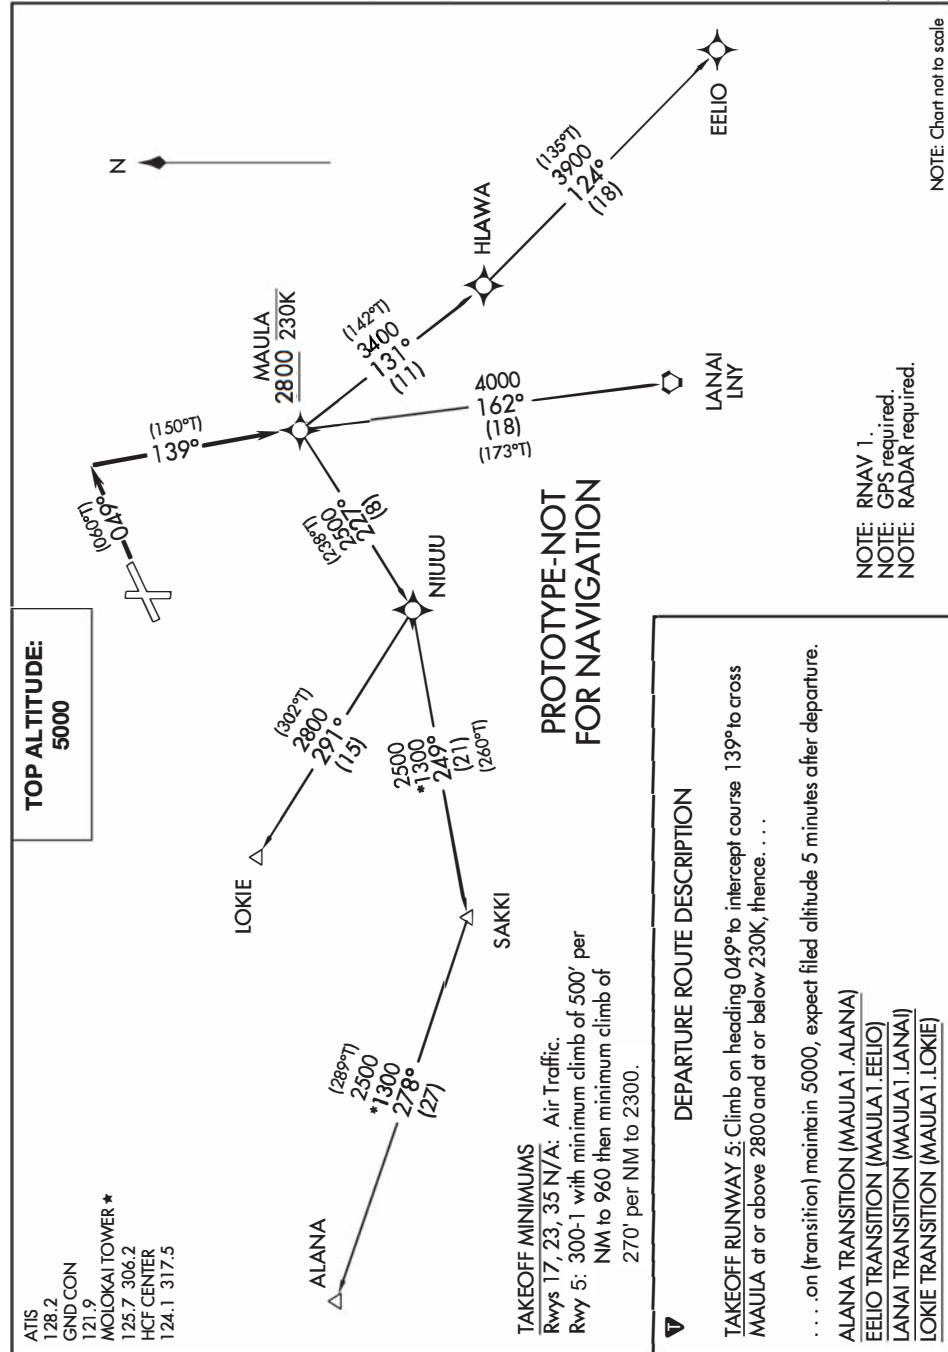 ATIS
128.2
GND CON
121.9
MOLOKAI TOWER ★
125.7 306.2
HCF CENTER
124.1 317.5
TOP ALTITUDE:
5000
(060°T)
049°
(150°T)
139°
N
MAULA
2800 230K
(142°T)
3400
131°
(11)
HLAWA
(135°T)
3900
124°
(18)
EELIO
4000
162°
(18)
(173°T)
LANAI
LNY
(238°T)
2500
227°
(8)
NIUUU
(302°T)
2800
291°
(15)
LOKIE
2500
*1300
249°
(21)
(260°T)
SAKKI
(289°T)
2500
*1300
278°
(27)
ALANA
PROTOTYPE-NOT
FOR NAVIGATION
TAKEOFF MINIMUMS
Rwys 17, 23, 35 N/A: Air Traffic.
Rwy 5: 300-1 with minimum climb of 500' per
NM to 960 then minimum climb of
270' per NM to 2300.
NOTE: RNAV 1.
NOTE: GPS required.
NOTE: RADAR required.
NOTE: Chart not to scale
T
DEPARTURE ROUTE DESCRIPTION
TAKEOFF RUNWAY 5: Climb on heading 049° to intercept course 139° to cross
MAULA at or above 2800 and at or below 230K, thence. . . .
. . . .on (transition) maintain 5000, expect filed altitude 5 minutes after departure.
ALANA TRANSITION (MAULA1.ALANA)
EELIO TRANSITION (MAULA1.EELIO)
LANAI TRANSITION (MAULA1.LANAI)
LOKIE TRANSITION (MAULA1.LOKIE)